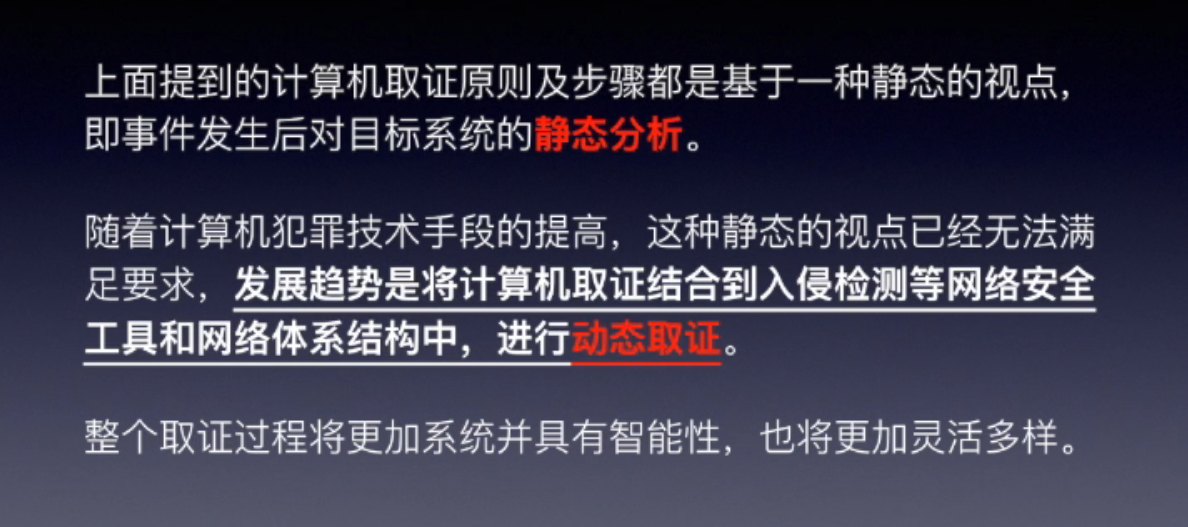 上面提到的计算机取证原则及步骤都是基于一种静态的视点，
即事件发生后对目标系统的静态分析。
随着计算机犯罪技术手段的提高，这种静态的视点已经无法满
足要求，发展趋势是将计算机取证结合到入侵检测等网络安全
工具和网络体系结构中，进行动态取证。
整个取证过程将更加系统并具有智能性，也将更加灵活多样。